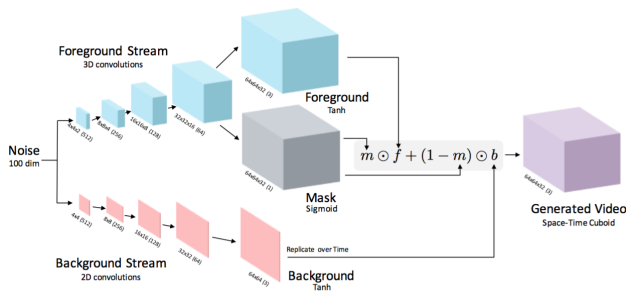 Foreground Stream
3D convolutions
4x4x2 (512)
8x8x4 (256)
16x16x8 (128)
32x32x16 (64)
64x64x32 (3)
Foreground
Tanh
64x64x32 (1)
Mask
Sigmoid
Noise
100 dim
m ⊙ f + (1 − m) ⊙ b
64x64x32 (3)
Generated Video
Space-Time Cuboid
4x4 (512)
8x8 (256)
16x16 (128)
32x32 (64)
64x64 (3)
Replicate over Time
Background
Tanh
Background Stream
2D convolutions